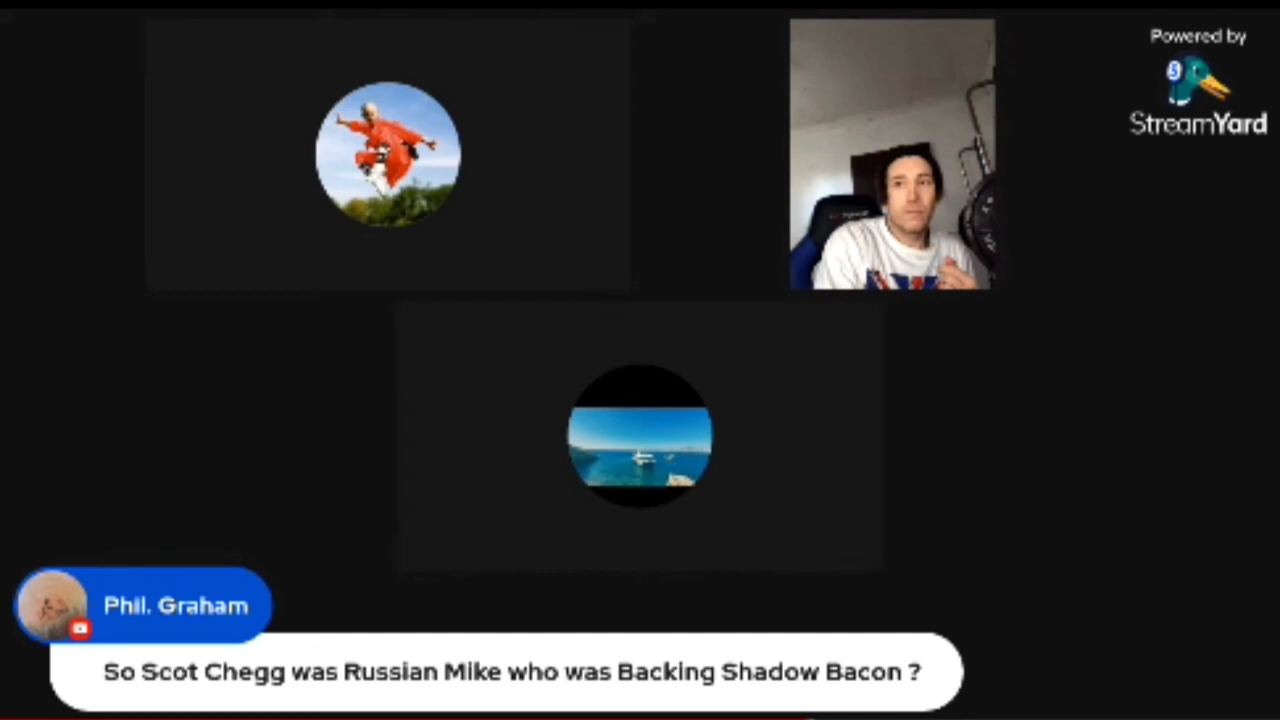 Powered by
StreamYard
Phil. Graham
So Scot Chegg was Russian Mike who was Backing Shadow Bacon ?